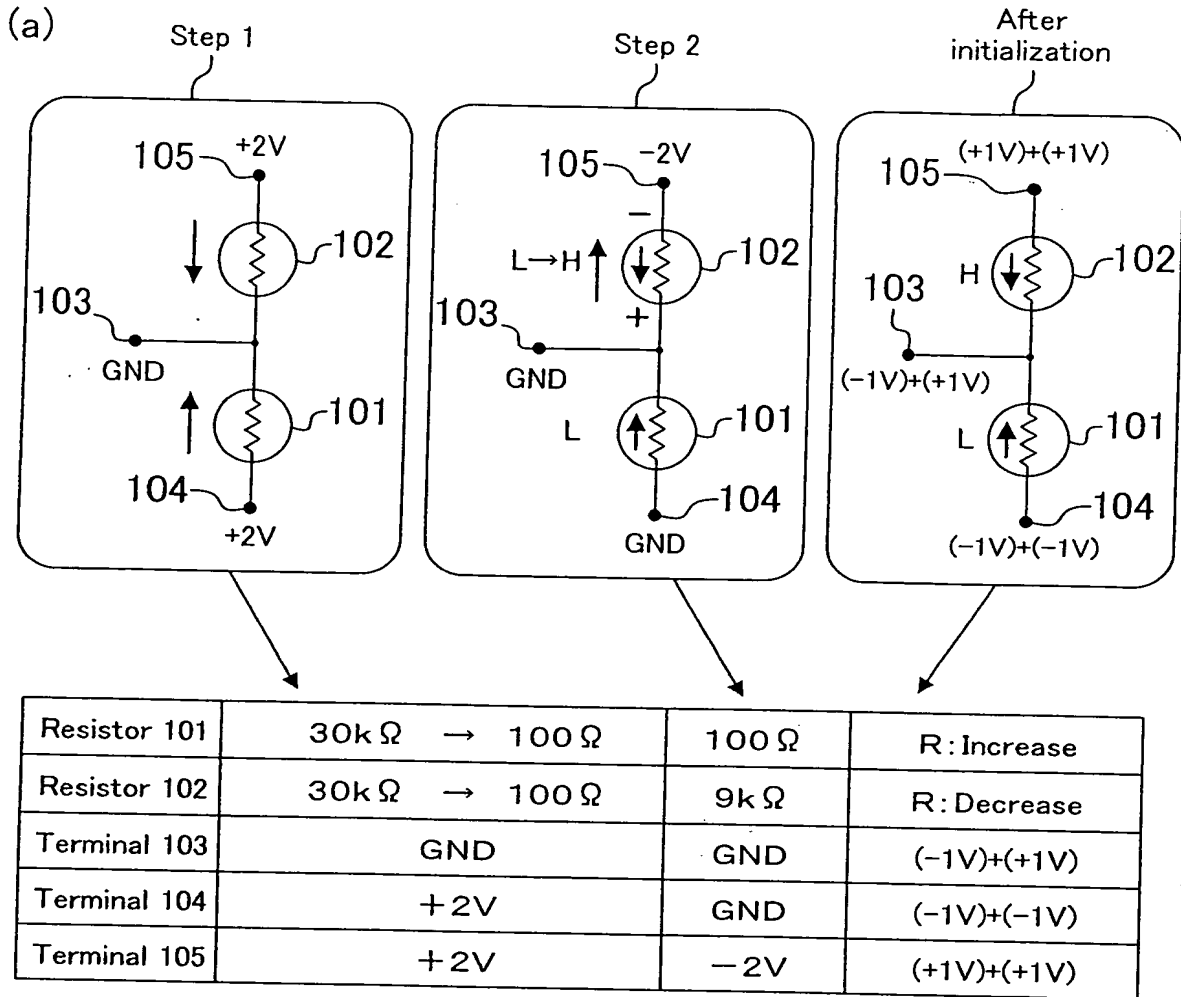 (a)
Step 1
Step 2
After
initialization
+2V
105
102
103
GND
101
104
+2V
-2V
105
−
L→H
102
+
103
GND
L
101
104
GND
(+1V)+(+1V)
105
H
102
103
(-1V)+(+1V)
L
101
104
(-1V)+(-1V)
Resistor 101 30kΩ → 100Ω 100Ω R:Increase
Resistor 102 30kΩ → 100Ω 9kΩ R:Decrease
Terminal 103 GND GND (-1V)+(+1V)
Terminal 104 +2V GND (-1V)+(-1V)
Terminal 105 +2V -2V (+1V)+(+1V)